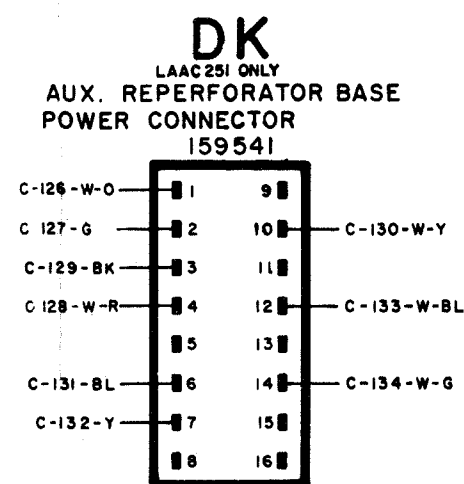 DK
LAAC 251 ONLY
AUX. REPERFORATOR BASE
POWER CONNECTOR
159541
C-126-W-O 1 9
C 127-G 2 10 C-130-W-Y
C-129-BK 3 11
C 128-W-R 4 12 C-133-W-BL
5 13
C-131-BL 6 14 C-134-W-G
C-132-Y 7 15
8 16